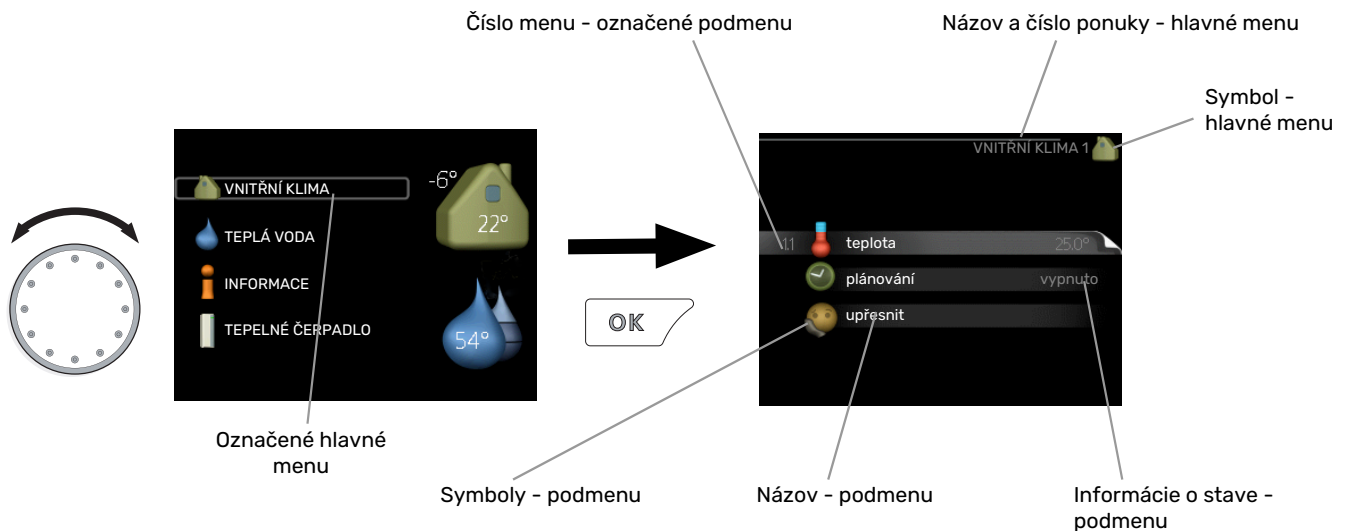 Číslo menu - označené podmenu
Názov a číslo ponuky - hlavné menu
Symbol -
hlavné menu
VNITŘNÍ KLIMA
-6°
22°
TEPLÁ VODA
INFORMACE
TEPELNÉ ČERPADLO
54°
OK
VNITŘNÍ KLIMA 1
1.1
teplota
25.0°
plánování
vypnuto
upřesnit
Označené hlavné
menu
Symboly - podmenu
Názov - podmenu
Informácie o stave -
podmenu